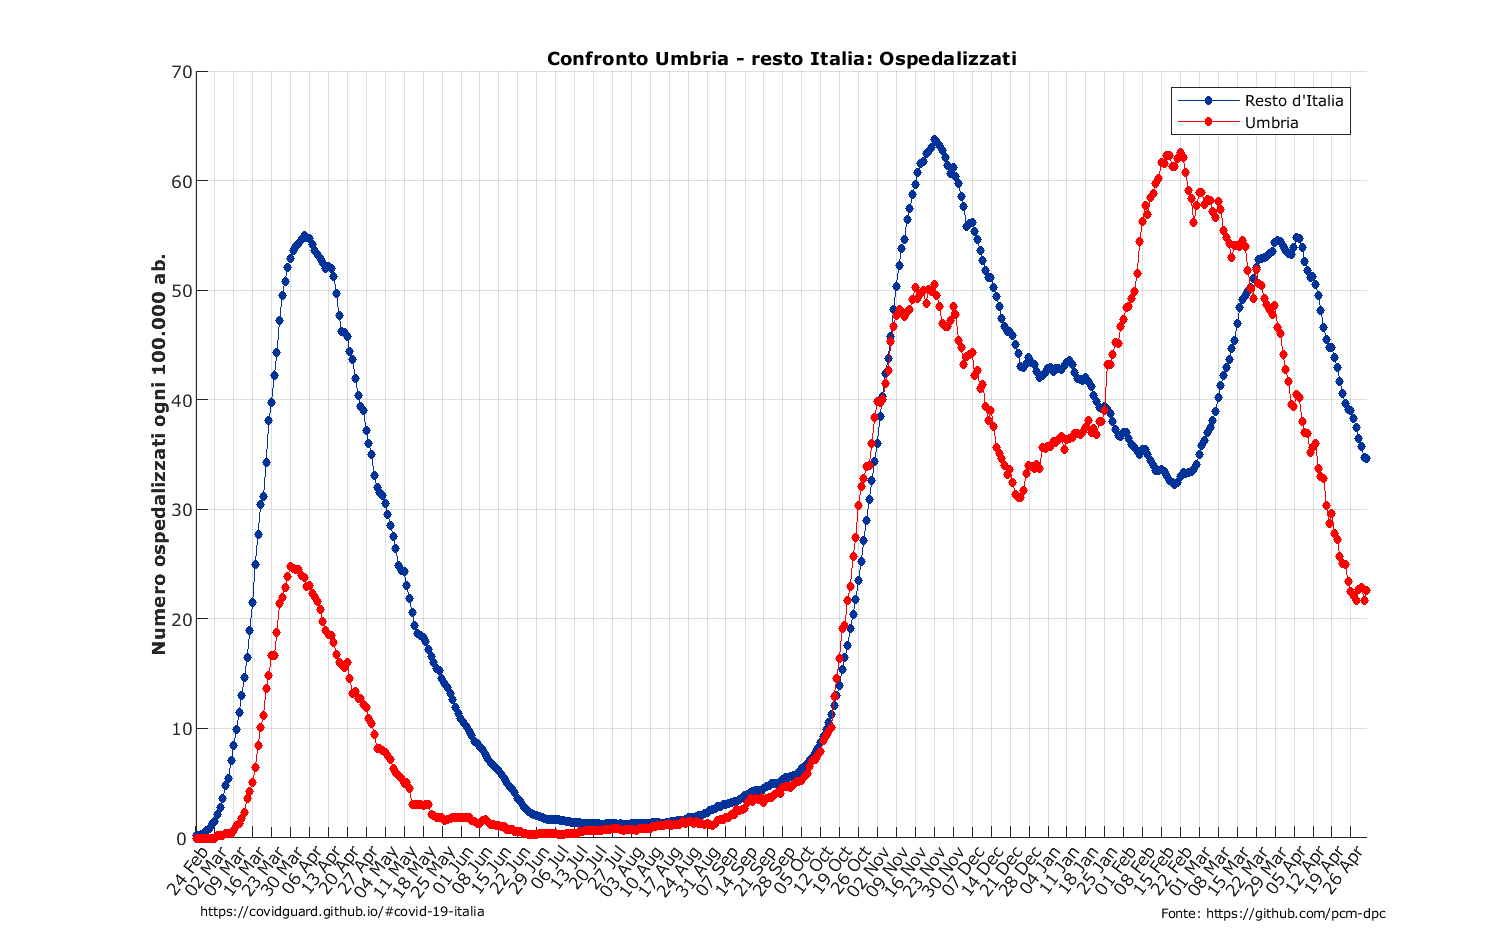 Confronto Umbria - resto Italia: Ospedalizzati
Resto d'Italia
Umbria
Numero ospedalizzati ogni 100.000 ab.
70
60
50
40
30
20
10
0
24 Feb
02 Mar
09 Mar
16 Mar
23 Mar
30 Mar
06 Apr
13 Apr
20 Apr
27 Apr
04 May
11 May
18 May
25 May
01 Jun
08 Jun
15 Jun
22 Jun
29 Jun
06 Jul
13 Jul
20 Jul
27 Jul
03 Aug
10 Aug
17 Aug
24 Aug
31 Aug
07 Sep
14 Sep
21 Sep
28 Sep
05 Oct
12 Oct
19 Oct
26 Oct
02 Nov
09 Nov
16 Nov
23 Nov
30 Nov
07 Dec
14 Dec
21 Dec
28 Dec
04 Jan
11 Jan
18 Jan
25 Jan
01 Feb
08 Feb
15 Feb
22 Feb
01 Mar
08 Mar
15 Mar
22 Mar
29 Mar
05 Apr
12 Apr
19 Apr
26 Apr
https://covidguard.github.io/#covid-19-italia
Fonte: https://github.com/pcm-dpc